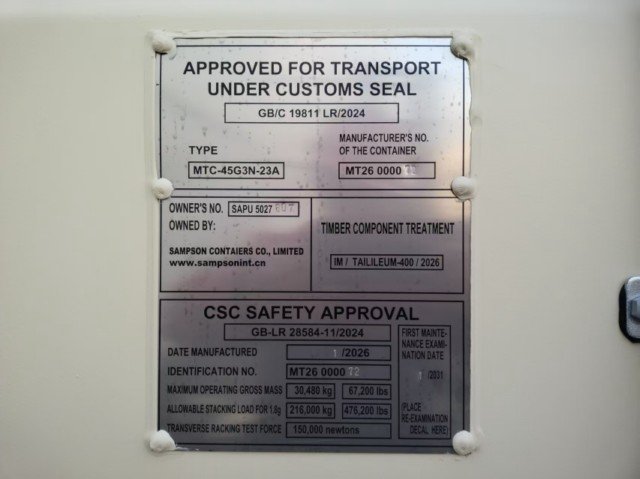 APPROVED FOR TRANSPORT
UNDER CUSTOMS SEAL
GB/C 19811 LR/2024
TYPE
MANUFACTURER'S NO.
OF THE CONTAINER
MTC-45G3N-23A
MT26 0000 72
OWNER'S NO. SAPU 5027 607
OWNED BY:
SAMPSON CONTAIERS CO., LIMITED
www.sampsonint.cn
TIMBER COMPONENT TREATMENT
IM / TAILILEUM-400 / 2026
CSC SAFETY APPROVAL
GB-LR 28584-11/2024
DATE MANUFACTURED 1 /2026
IDENTIFICATION NO. MT26 0000 72
MAXIMUM OPERATING GROSS MASS 30,480 kg 67,200 lbs
ALLOWABLE STACKING LOAD FOR 1.8g 216,000 kg 476,200 lbs
TRANSVERSE RACKING TEST FORCE 150,000 newtons
FIRST MAINTE-
NANCE EXAMI-
NATION DATE
1 /2031
(PLACE
RE-EXAMINATION
DECAL HERE)